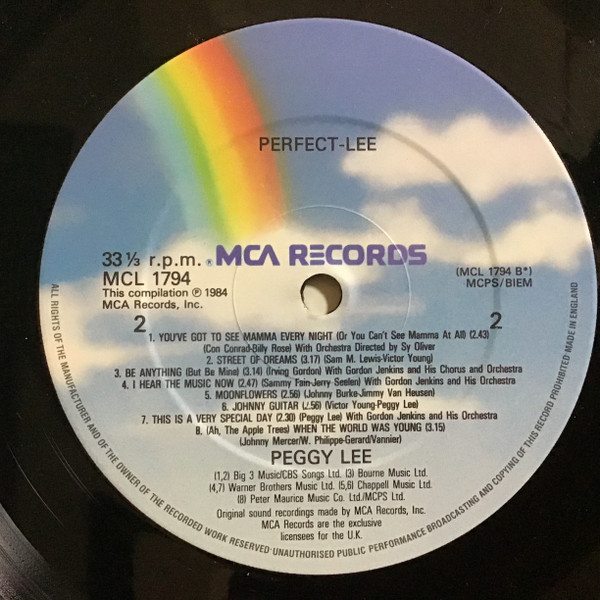 PERFECT-LEE
33 1/3 r.p.m. ® MCA RECORDS
MCL 1794
(MCL 1794 B*)
This compilation ℗ 1984
MCPS/BIEM
MCA Records, Inc.
2
2
1. YOU'VE GOT TO SEE MAMMA EVERY NIGHT (Or You Can't See Mamma At All) (2.43)
(Con Conrad-Billy Rose) With Orchestra Directed by Sy Oliver
2. STREET OF DREAMS (3.17) (Sam M. Lewis-Victor Young)
3. BE ANYTHING (But Be Mine) (3.14) (Irving Gordon) With Gordon Jenkins and His Chorus and Orchestra
4. I HEAR THE MUSIC NOW (2.47) (Sammy Fain-Jerry Seelen) With Gordon Jenkins and His Orchestra
5. MOONFLOWERS (2.56) (Johnny Burke-Jimmy Van Heusen)
6. JOHNNY GUITAR (2.56) (Victor Young-Peggy Lee)
7. THIS IS A VERY SPECIAL DAY (2.30) (Peggy Lee) With Gordon Jenkins and His Orchestra
8. (Ah, The Apple Trees) WHEN THE WORLD WAS YOUNG (3.15)
(Johnny Mercer/W. Philippe-Gerard/Vannier)
PEGGY LEE
(1,2) Big 3 Music/CBS Songs Ltd. (3) Bourne Music Ltd.
(4,7) Warner Brothers Music Ltd. (5,6) Chappell Music Ltd.
(8) Peter Maurice Music Co. Ltd./MCPS Ltd.
Original sound recordings made by MCA Records, Inc.
MCA Records are the exclusive
licensees for the U.K.
ALL RIGHTS OF THE MANUFACTURER AND OF THE OWNER OF THE RECORDED WORK RESERVED UNAUTHORISED PUBLIC PERFORMANCE BROADCASTING AND COPYING OF THIS RECORD PROHIBITED·MADE IN ENGLAND